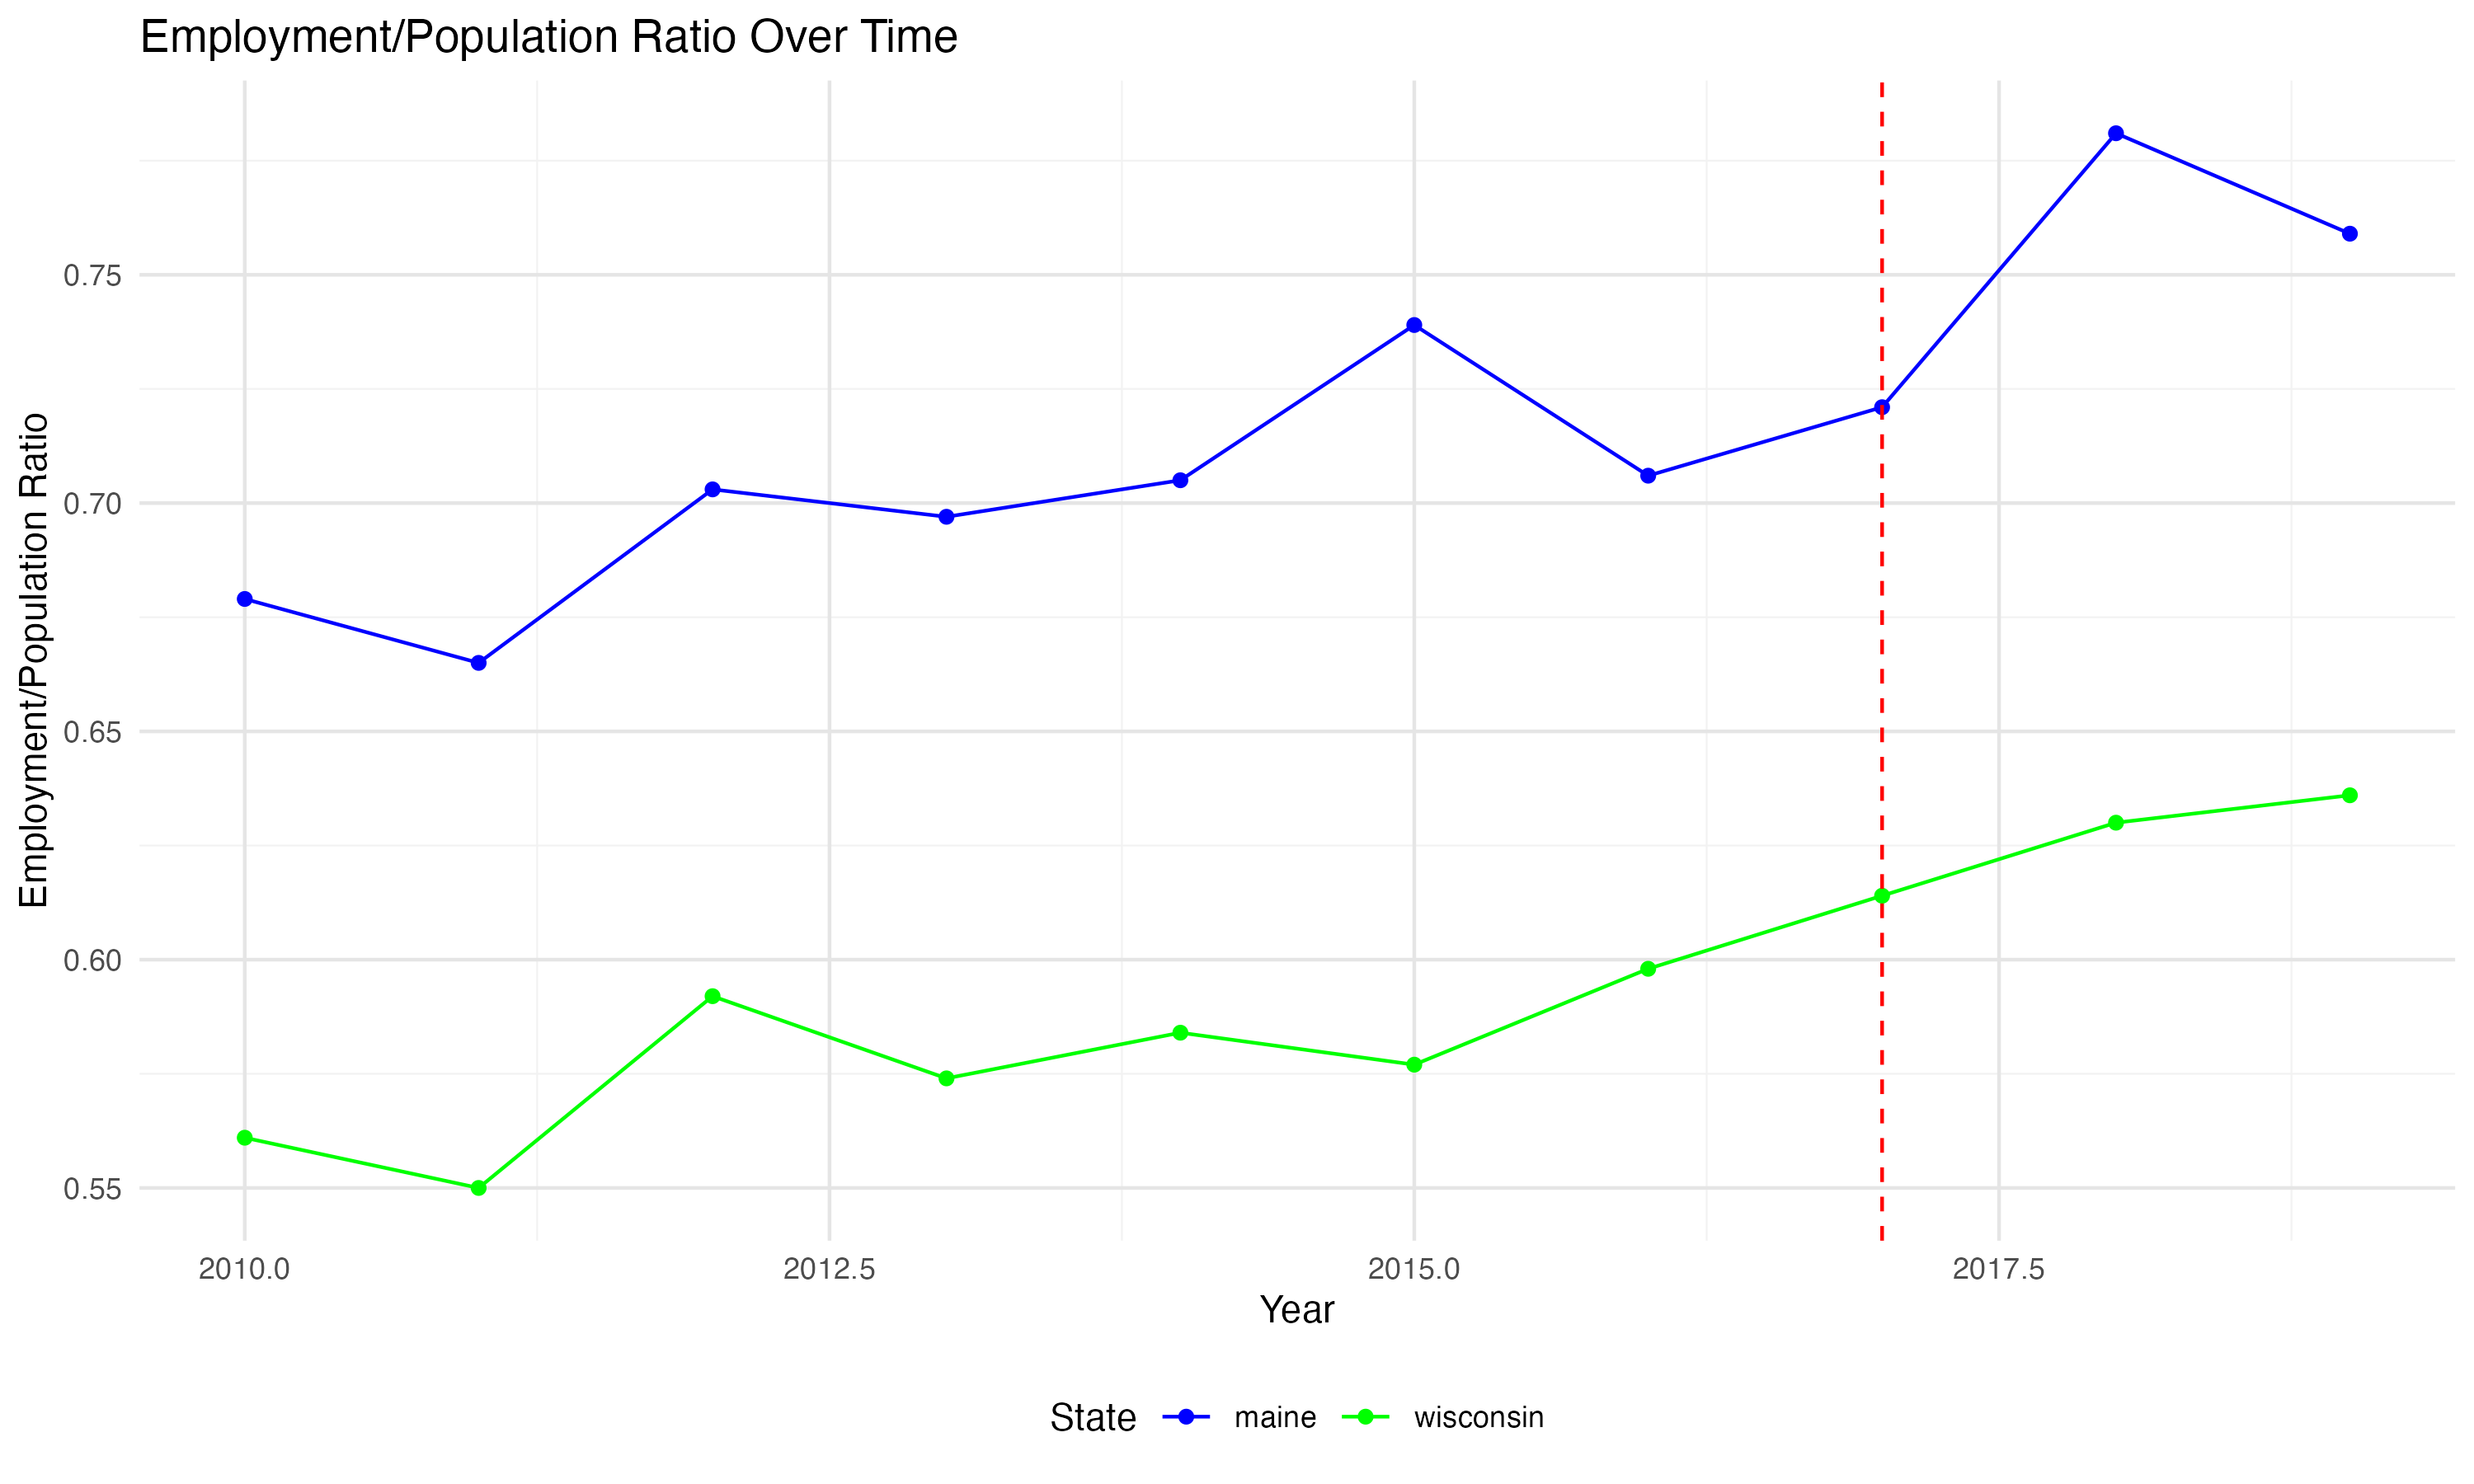 Employment/Population Ratio Over Time
Employment/Population Ratio
0.75
0.70
0.65
0.60
0.55
2010.0 2012.5 2015.0 2017.5
Year
State maine wisconsin